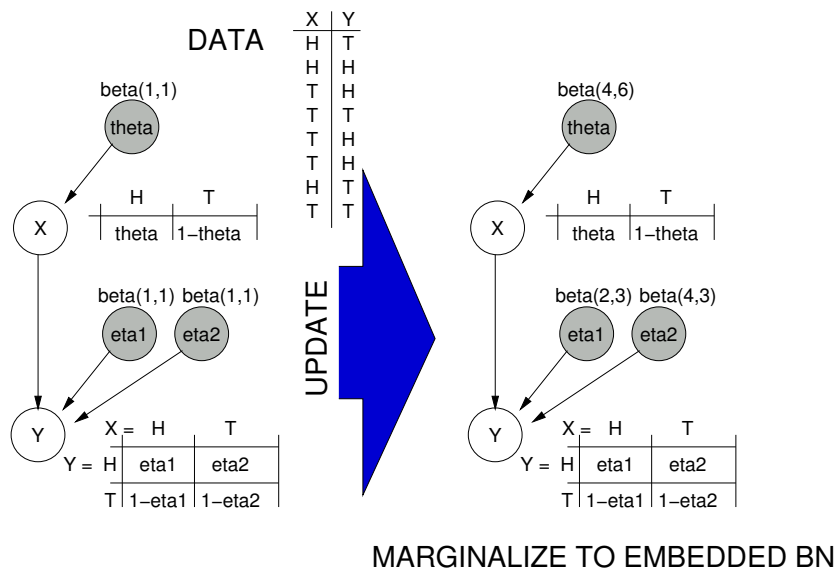 DATA
X Y
H T
H H
T H
T T
T H
T H
H T
T T
beta(1,1)
theta
X
H T
theta 1−theta
beta(1,1) beta(1,1)
eta1 eta2
Y
X = H T
Y = H eta1 eta2
T 1−eta1 1−eta2
UPDATE
beta(4,6)
theta
X
H T
theta 1−theta
beta(2,3) beta(4,3)
eta1 eta2
Y
X = H T
Y = H eta1 eta2
T 1−eta1 1−eta2
MARGINALIZE TO EMBEDDED BN